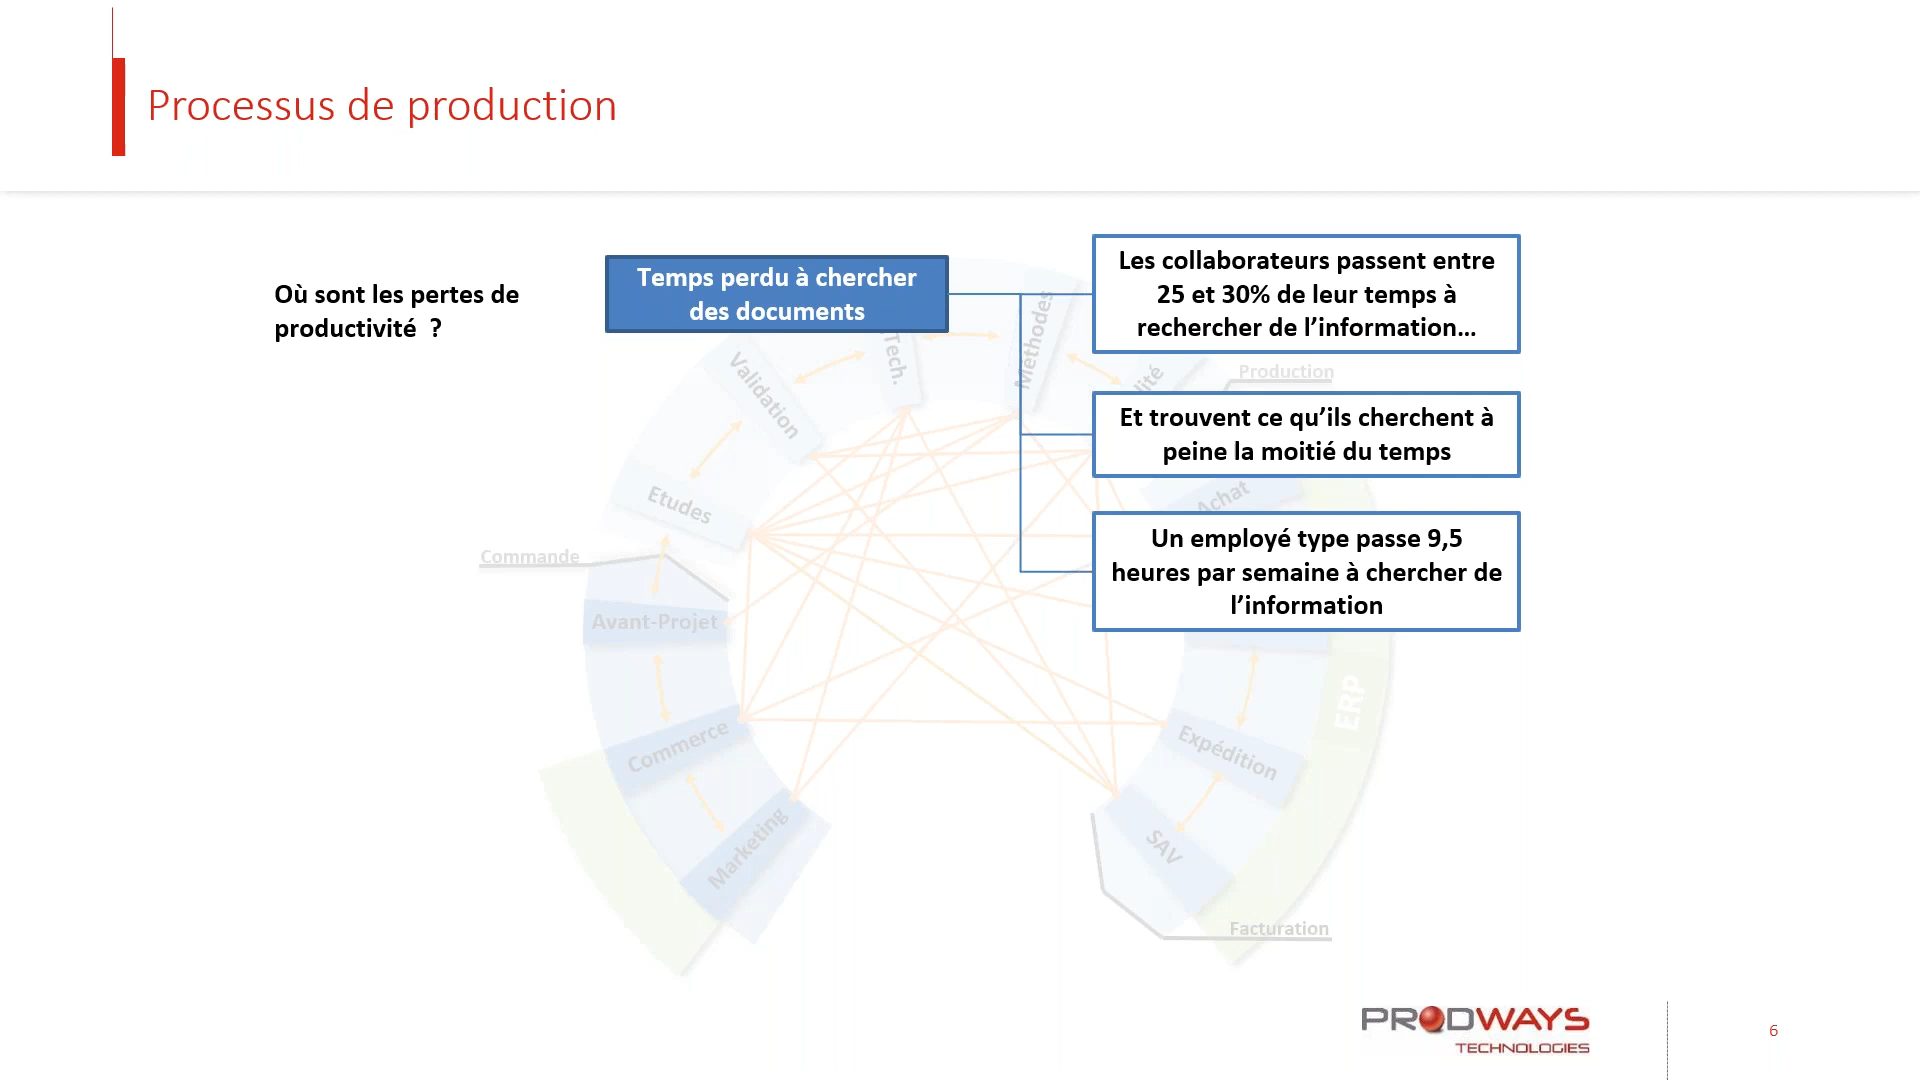 Processus de production
Où sont les pertes de
productivité ?
Temps perdu à chercher
des documents
Les collaborateurs passent entre
25 et 30% de leur temps à
rechercher de l’information...
Et trouvent ce qu’ils cherchent à
peine la moitié du temps
Un employé type passe 9,5
heures par semaine à chercher de
l’information
Tech.
Méthodes
lité
Production
Validation
Etudes
Achat
Commande
Avant-Projet
ERP
Commerce
Expédition
Marketing
SAV
Facturation
PRODWAYS
TECHNOLOGIES
6